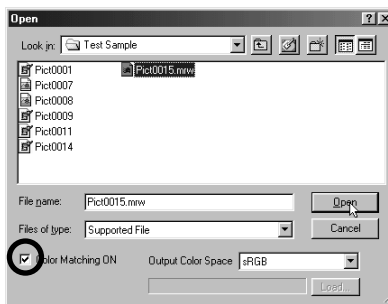 Open
Look in: Test Sample
Pict0001
Pict0007
Pict0008
Pict0009
Pict0011
Pict0014
Pict0015.mrw
File name: Pict0015.mrw Open
Files of type: Supported File Cancel
Color Matching ON Output Color Space sRGB
Load...